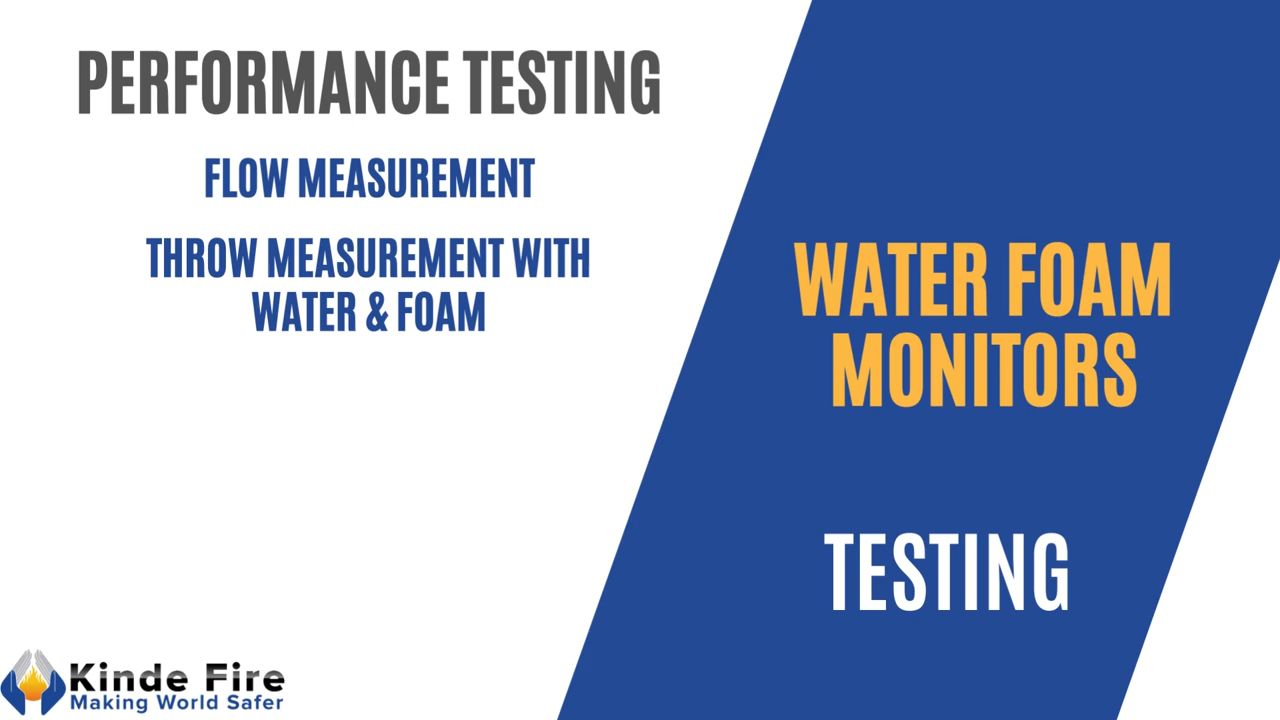 PERFORMANCE TESTING
FLOW MEASUREMENT
THROW MEASUREMENT WITH
WATER & FOAM
WATER FOAM
MONITORS
TESTING
Kinde Fire
Making World Safer